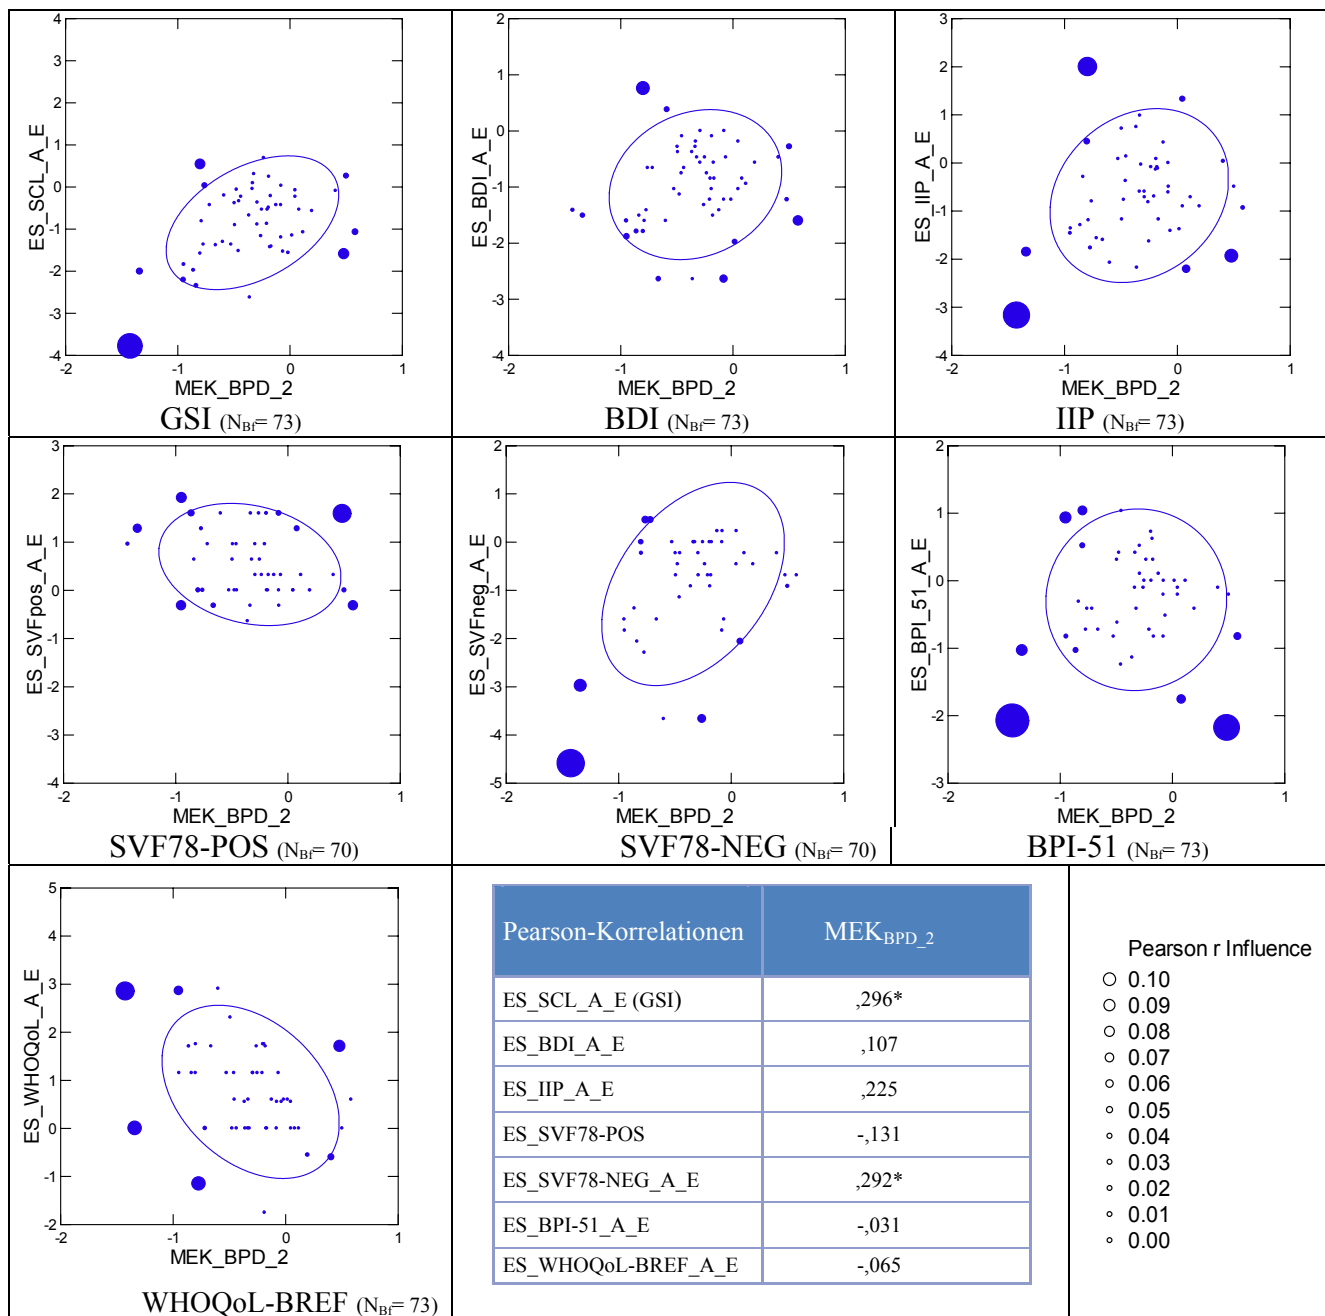 4
3
2
1
0
-1
-2
-3
-4
-2 -1 0 1
ES_SCL_A_E
MEK_BPD_2
GSI (NBf= 73)
2
1
0
-1
-2
-3
-4
-2 -1 0 1
ES_BDI_A_E
MEK_BPD_2
BDI (NBf= 73)
3
2
1
0
-1
-2
-3
-4
-2 -1 0 1
ES_IIP_A_E
MEK_BPD_2
IIP (NBf= 73)
3
2
1
0
-1
-2
-3
-4
-2 -1 0 1
ES_SVFpos_A_E
MEK_BPD_2
SVF78-POS (NBf= 70)
2
1
0
-1
-2
-3
-4
-5
-2 -1 0 1
ES_SVFneg_A_E
MEK_BPD_2
SVF78-NEG (NBf= 70)
2
1
0
-1
-2
-3
-2 -1 0 1
ES_BPI_51_A_E
MEK_BPD_2
BPI-51 (NBf= 73)
5
4
3
2
1
0
-1
-2
-2 -1 0 1
ES_WHOQoL_A_E
MEK_BPD_2
WHOQoL-BREF (NBf= 73)
Pearson-Korrelationen MEKBPD_2
ES_SCL_A_E (GSI) ,296*
ES_BDI_A_E ,107
ES_IIP_A_E ,225
ES_SVF78-POS -,131
ES_SVF78-NEG_A_E ,292*
ES_BPI-51_A_E -,031
ES_WHOQoL-BREF_A_E -,065
Pearson r Influence
0.10
0.09
0.08
0.07
0.06
0.05
0.04
0.03
0.02
0.01
0.00